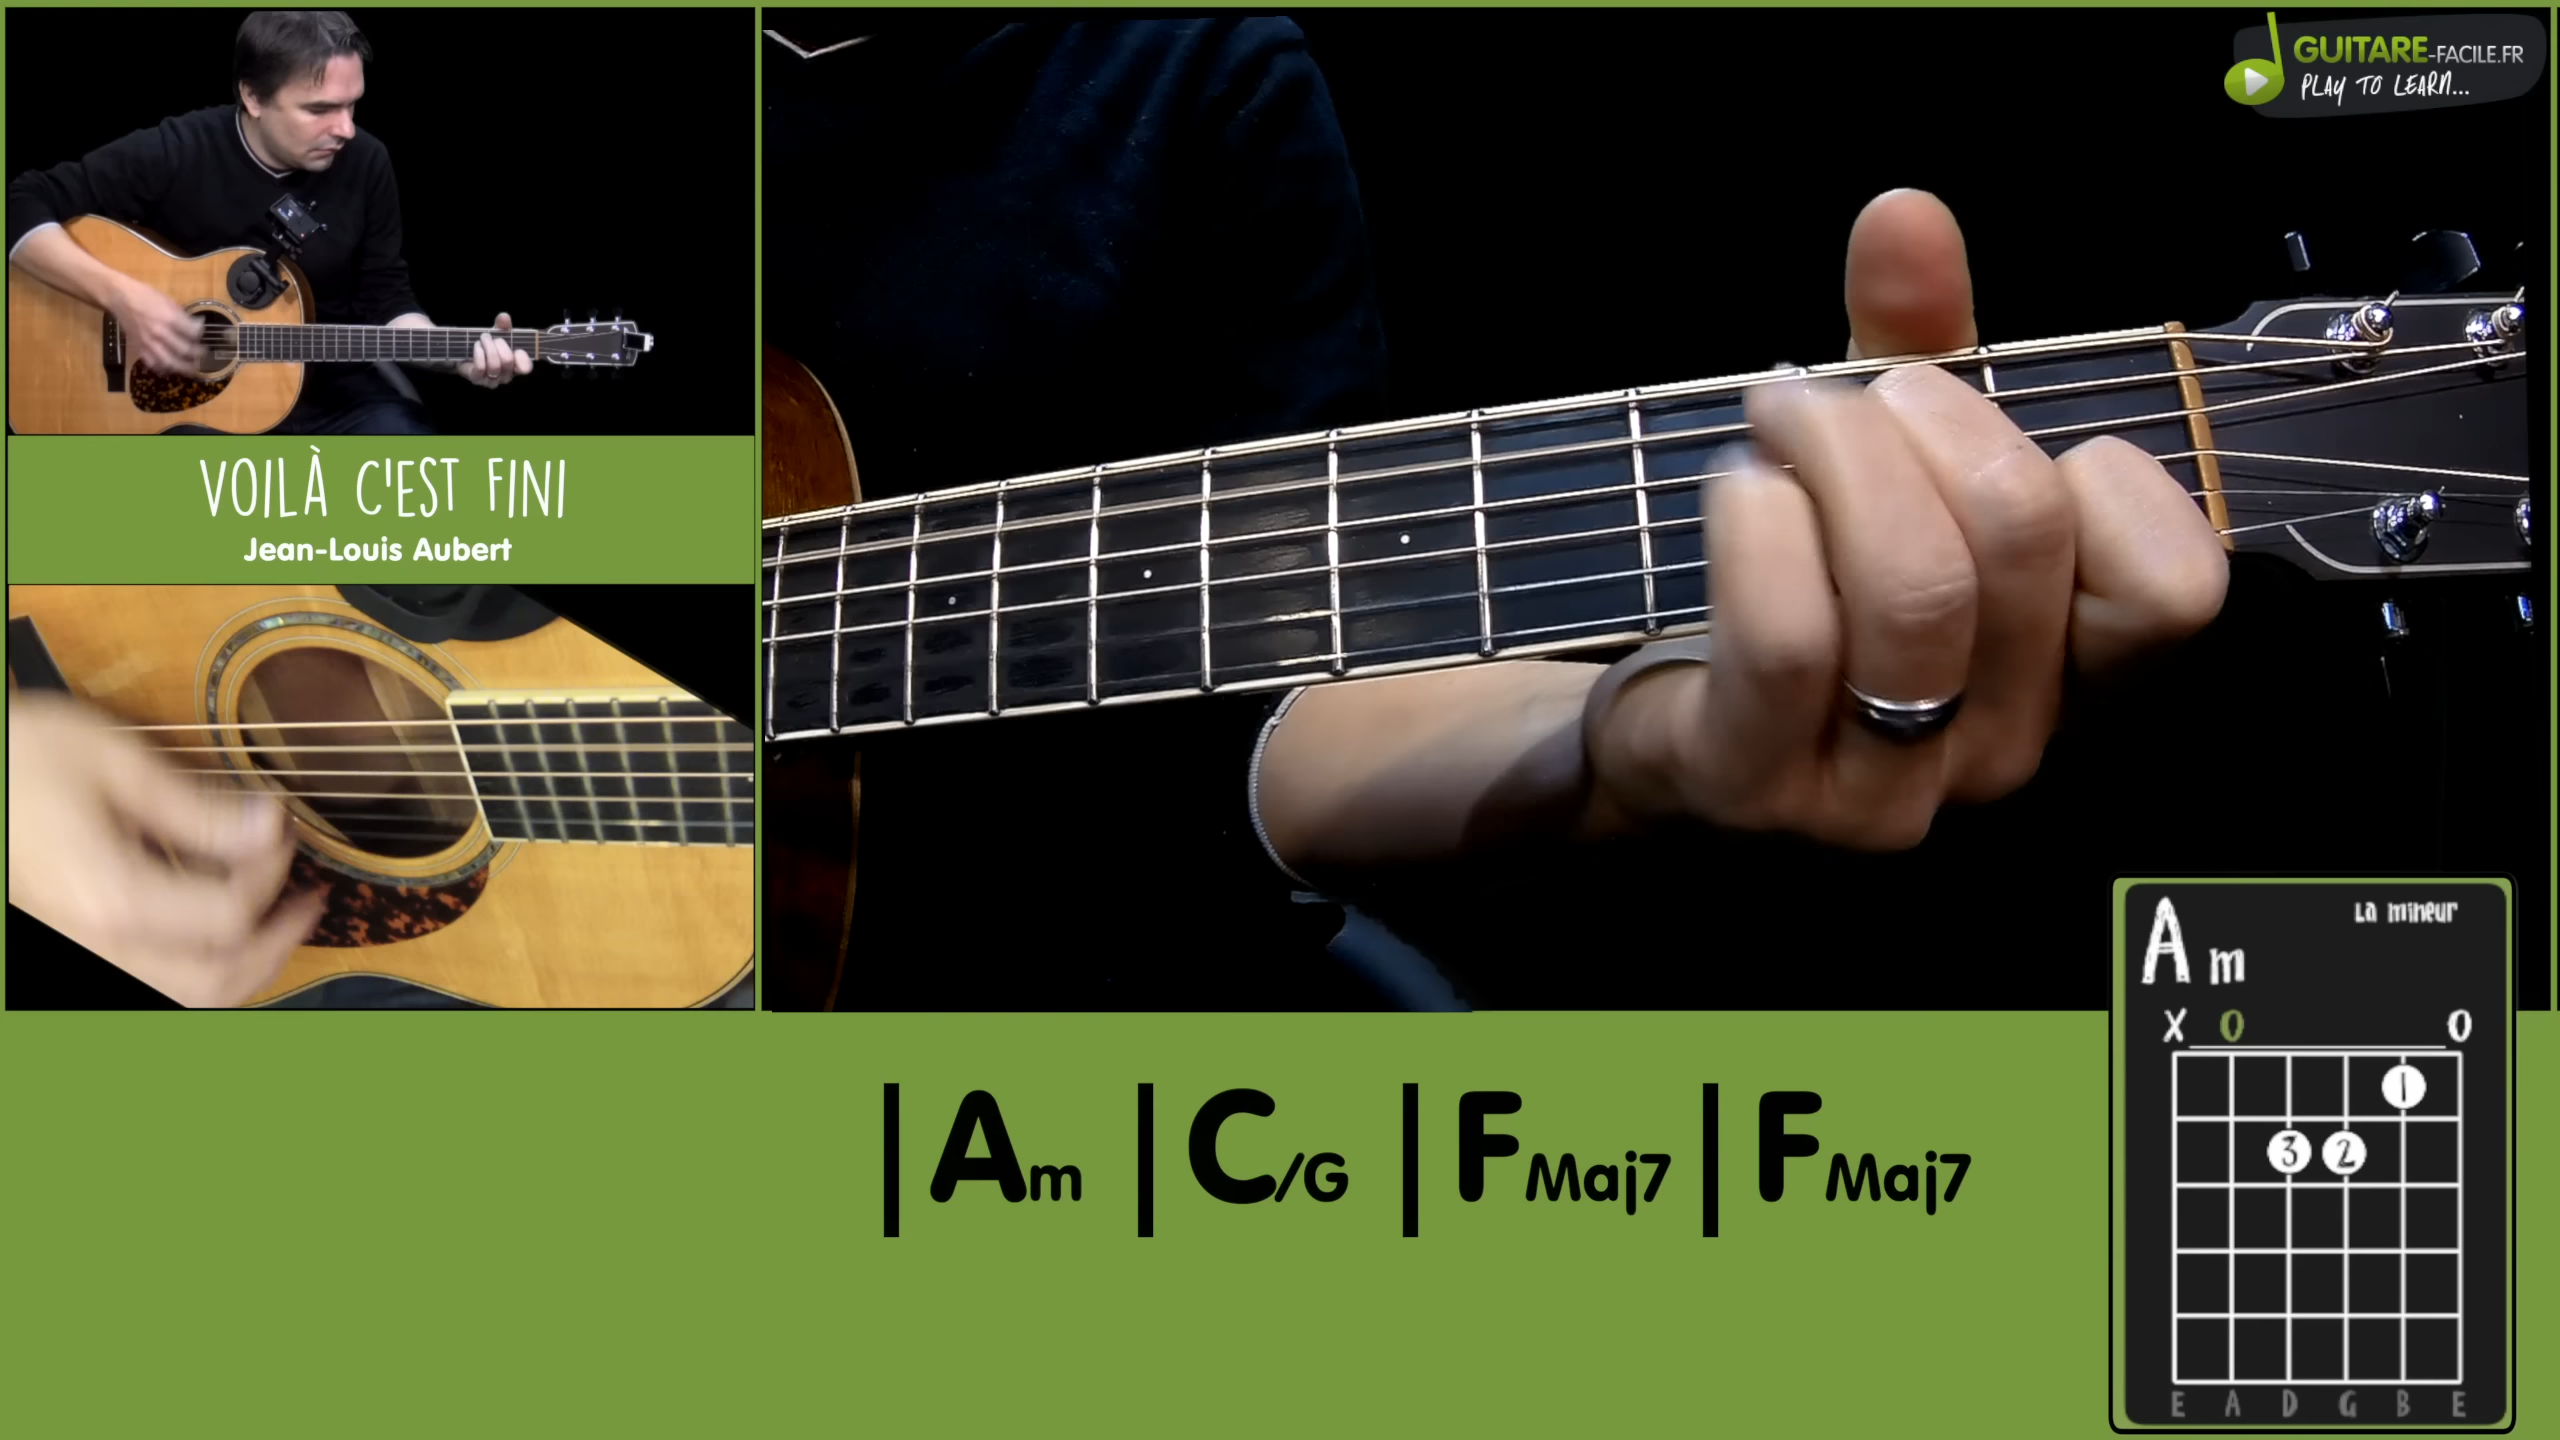 GUITARE-FACILE.FR
PLAY TO LEARN...
VOILÀ C'EST FINI
Jean-Louis Aubert
|Am |C/G |FMaj7 |FMaj7
La mineur
Am
X 0 0
1
3 2
E A D G B E